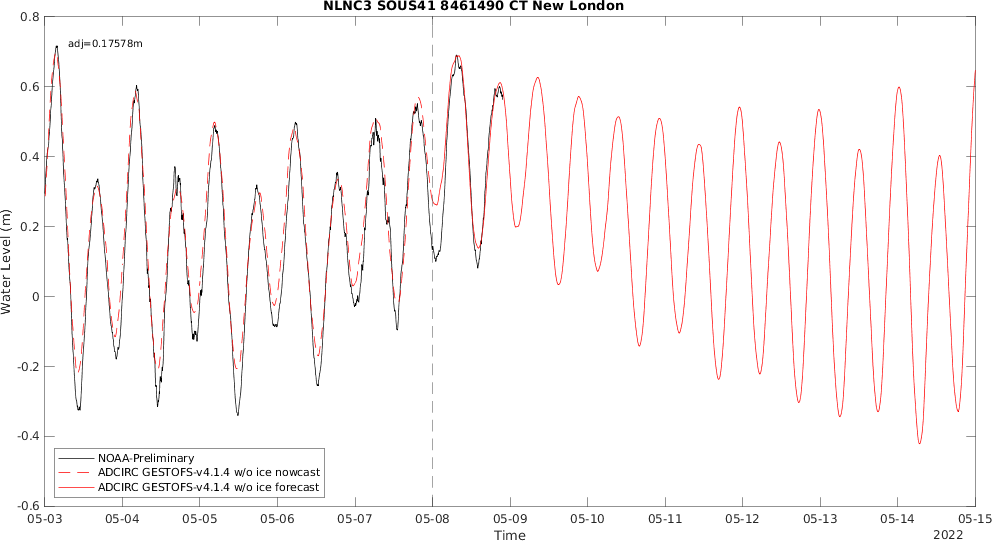 NLNC3 SOUS41 8461490 CT New London
adj=0.17578m
0.8
0.6
0.4
0.2
0
-0.2
-0.4
-0.6
Water Level (m)
NOAA-Preliminary
ADCIRC GESTOFS-v4.1.4 w/o ice nowcast
ADCIRC GESTOFS-v4.1.4 w/o ice forecast
05-03 05-04 05-05 05-06 05-07 05-08 05-09 05-10 05-11 05-12 05-13 05-14 05-15
Time
2022